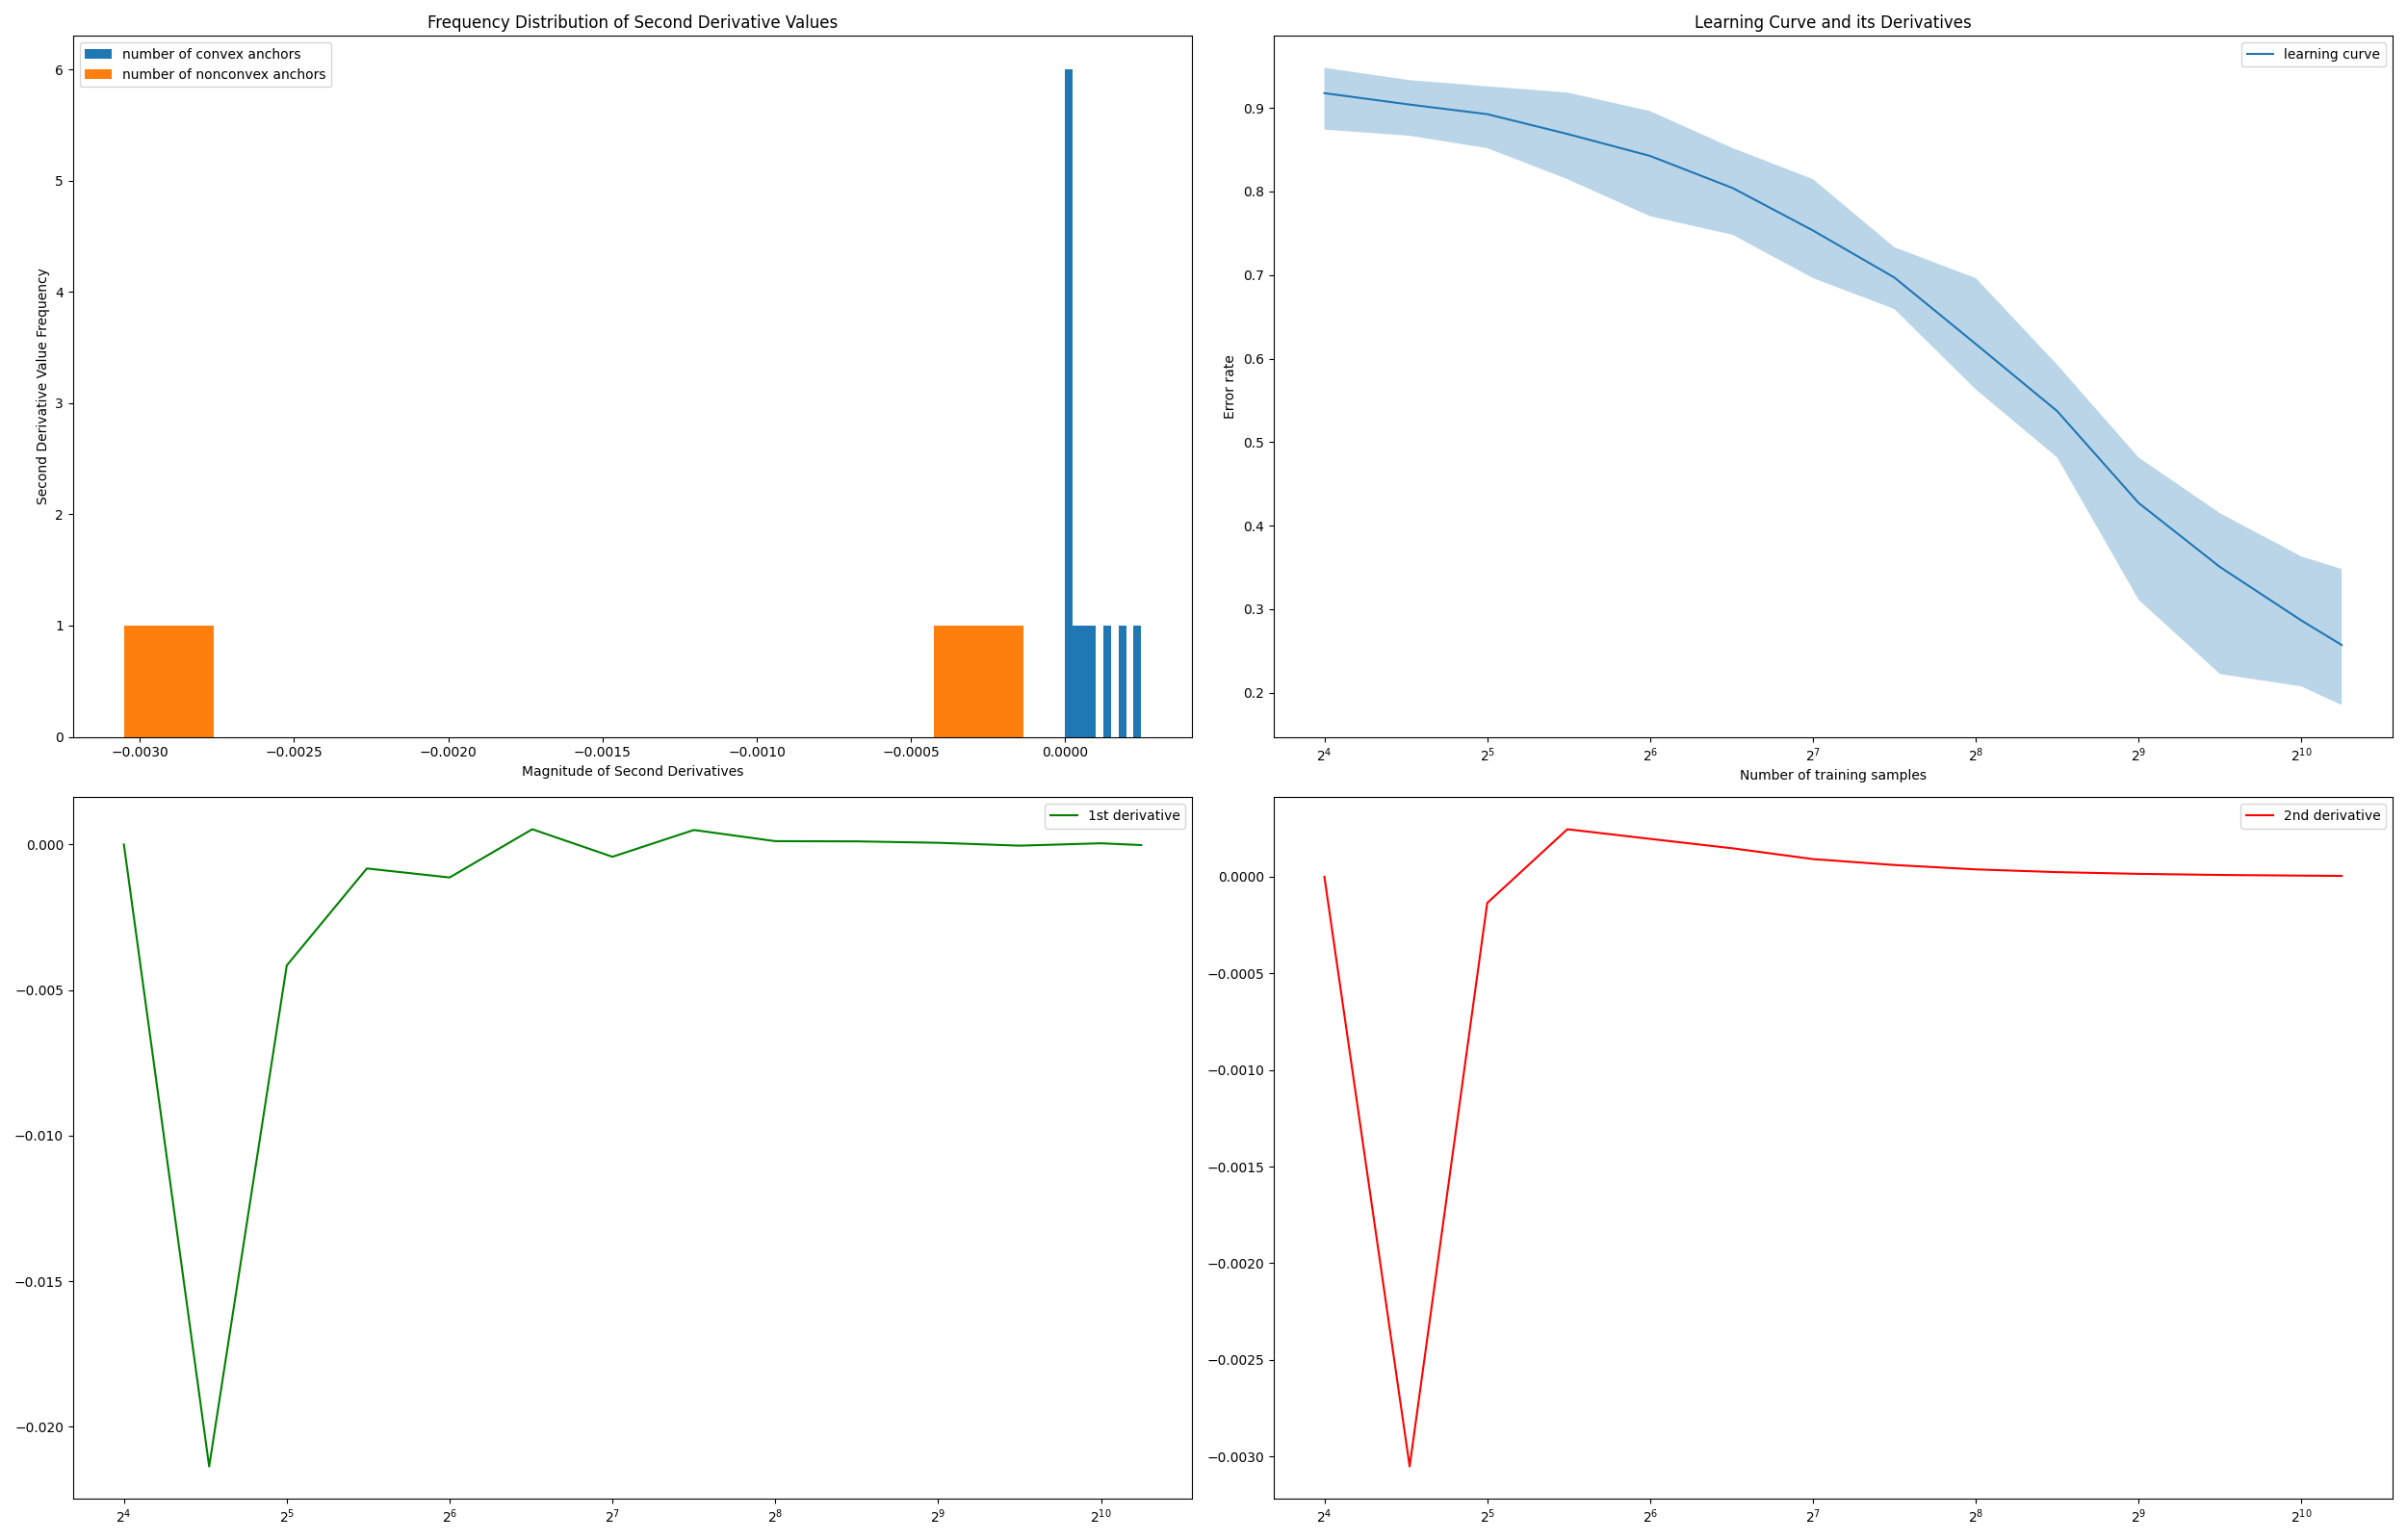 Frequency Distribution of Second Derivative Values
number of convex anchors
number of nonconvex anchors
6
5
4
3
2
1
0
Second Derivative Value Frequency
−0.0030 −0.0025 −0.0020 −0.0015 −0.0010 −0.0005 0.0000
Magnitude of Second Derivatives
Learning Curve and its Derivatives
learning curve
0.9
0.8
0.7
0.6
0.5
0.4
0.3
0.2
Error rate
2⁴ 2⁵ 2⁶ 2⁷ 2⁸ 2⁹ 2¹⁰
Number of training samples
1st derivative
0.000
−0.005
−0.010
−0.015
−0.020
2⁴ 2⁵ 2⁶ 2⁷ 2⁸ 2⁹ 2¹⁰
2nd derivative
0.0000
−0.0005
−0.0010
−0.0015
−0.0020
−0.0025
−0.0030
2⁴ 2⁵ 2⁶ 2⁷ 2⁸ 2⁹ 2¹⁰